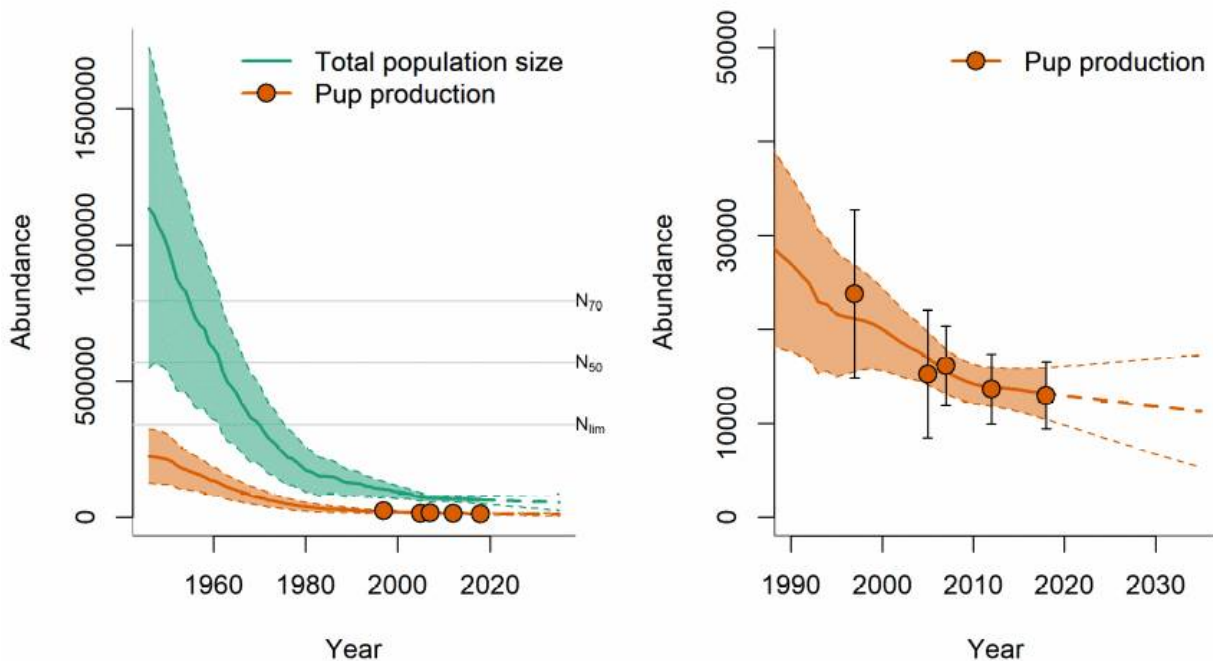 Total population size
Pup production
Abundance
1500000
1000000
500000
0
N70
N50
Nlim
1960
1980
2000
2020
Year
Pup production
Abundance
50000
30000
10000
0
1990
2000
2010
2020
2030
Year